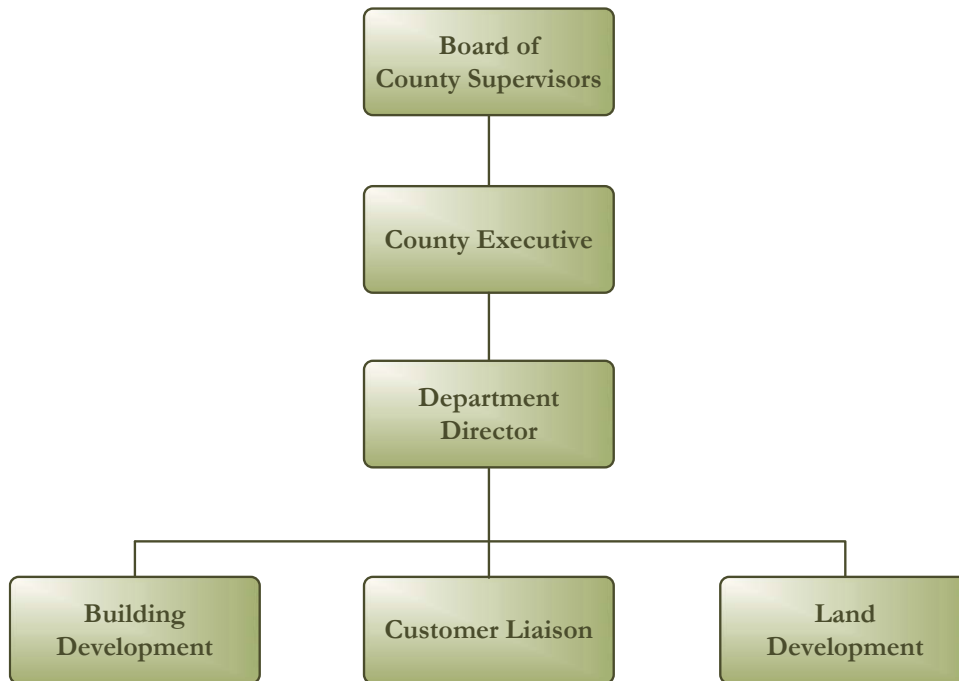 Board of
County Supervisors
County Executive
Department
Director
Building
Development
Customer Liaison
Land
Development